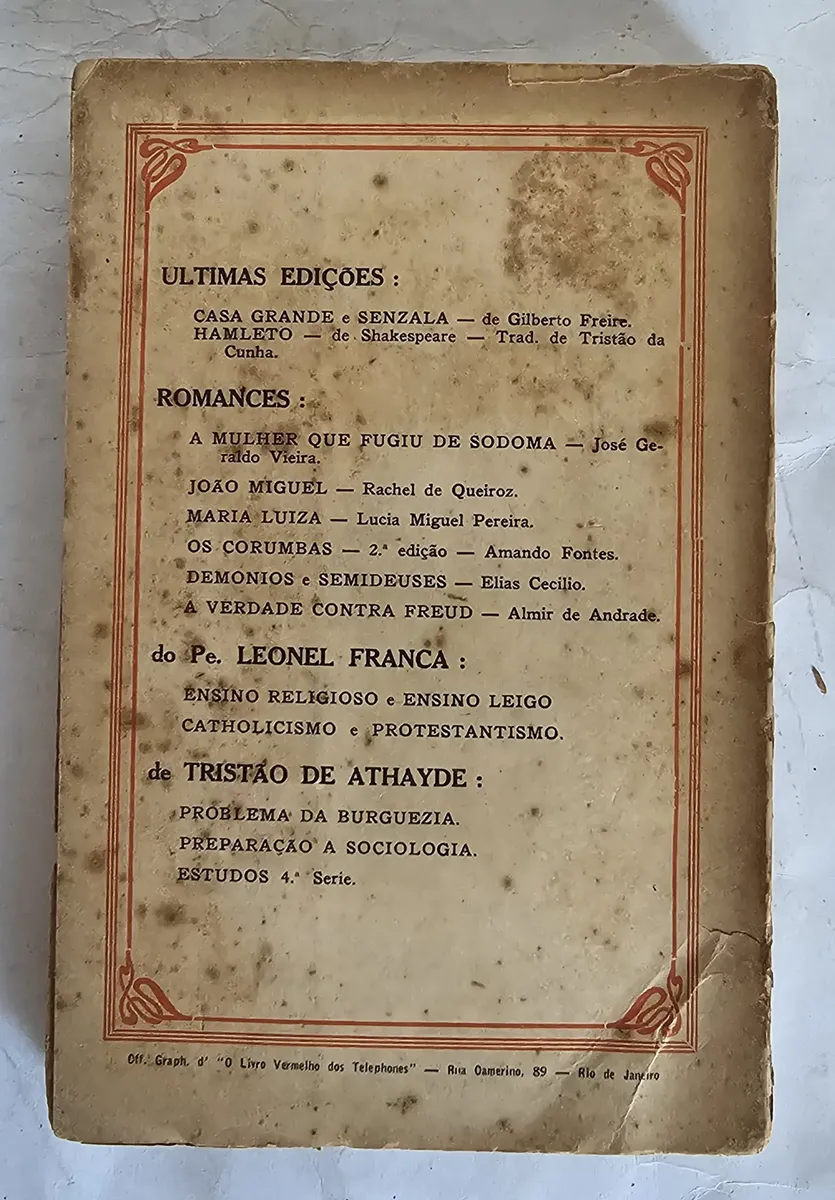 ULTIMAS EDIÇÕES :
CASA GRANDE e SENZALA — de Gilberto Freire.
HAMLETO — de Shakespeare — Trad. de Tristão da
Cunha.
ROMANCES :
A MULHER QUE FUGIU DE SODOMA — José Ge-
raldo Vieira.
JOÃO MIGUEL — Rachel de Queiroz.
MARIA LUIZA — Lucia Miguel Pereira.
OS CORUMBAS — 2.ª edição — Amando Fontes.
DEMONIOS e SEMIDEUSES — Elias Cecilio.
A VERDADE CONTRA FREUD — Almir de Andrade.
do Pe. LEONEL FRANCA :
ENSINO RELIGIOSO e ENSINO LEIGO
CATHOLICISMO e PROTESTANTISMO.
de TRISTÃO DE ATHAYDE :
PROBLEMA DA BURGUEZIA.
PREPARAÇÃO A SOCIOLOGIA.
ESTUDOS 4.ª Serie.
Off. Graph. d' "O Livro Vermelho dos Telephones" — Rua Camerino, 89 — Rio de Janeiro